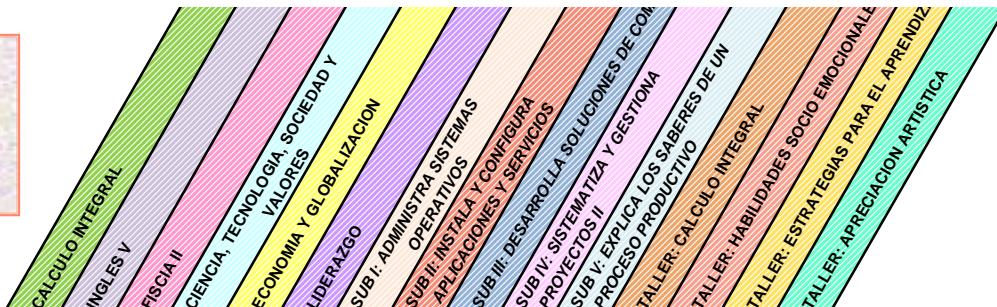 CALCULO INTEGRAL
INGLES V
FISCIA II
CIENCIA, TECNOLOGIA, SOCIEDAD Y
VALORES
ECONOMIA Y GLOBALIZACION
LIDERAZGO
SUB I: ADMINISTRA SISTEMAS
OPERATIVOS
SUB II: INSTALA Y CONFIGURA
APLICACIONES Y SERVICIOS
SUB III: DESARROLLA SOLUCIONES DE COM
SUB IV: SISTEMATIZA Y GESTIONA
PROYECTOS II
SUB V: EXPLICA LOS SABERES DE UN
PROCESO PRODUCTIVO
TALLER: CALCULO INTEGRAL
TALLER: HABILIDADES SOCIO EMOCIONALE
TALLER: ESTRATEGIAS PARA EL APRENDIZ
TALLER: APRECIACION ARTISTICA